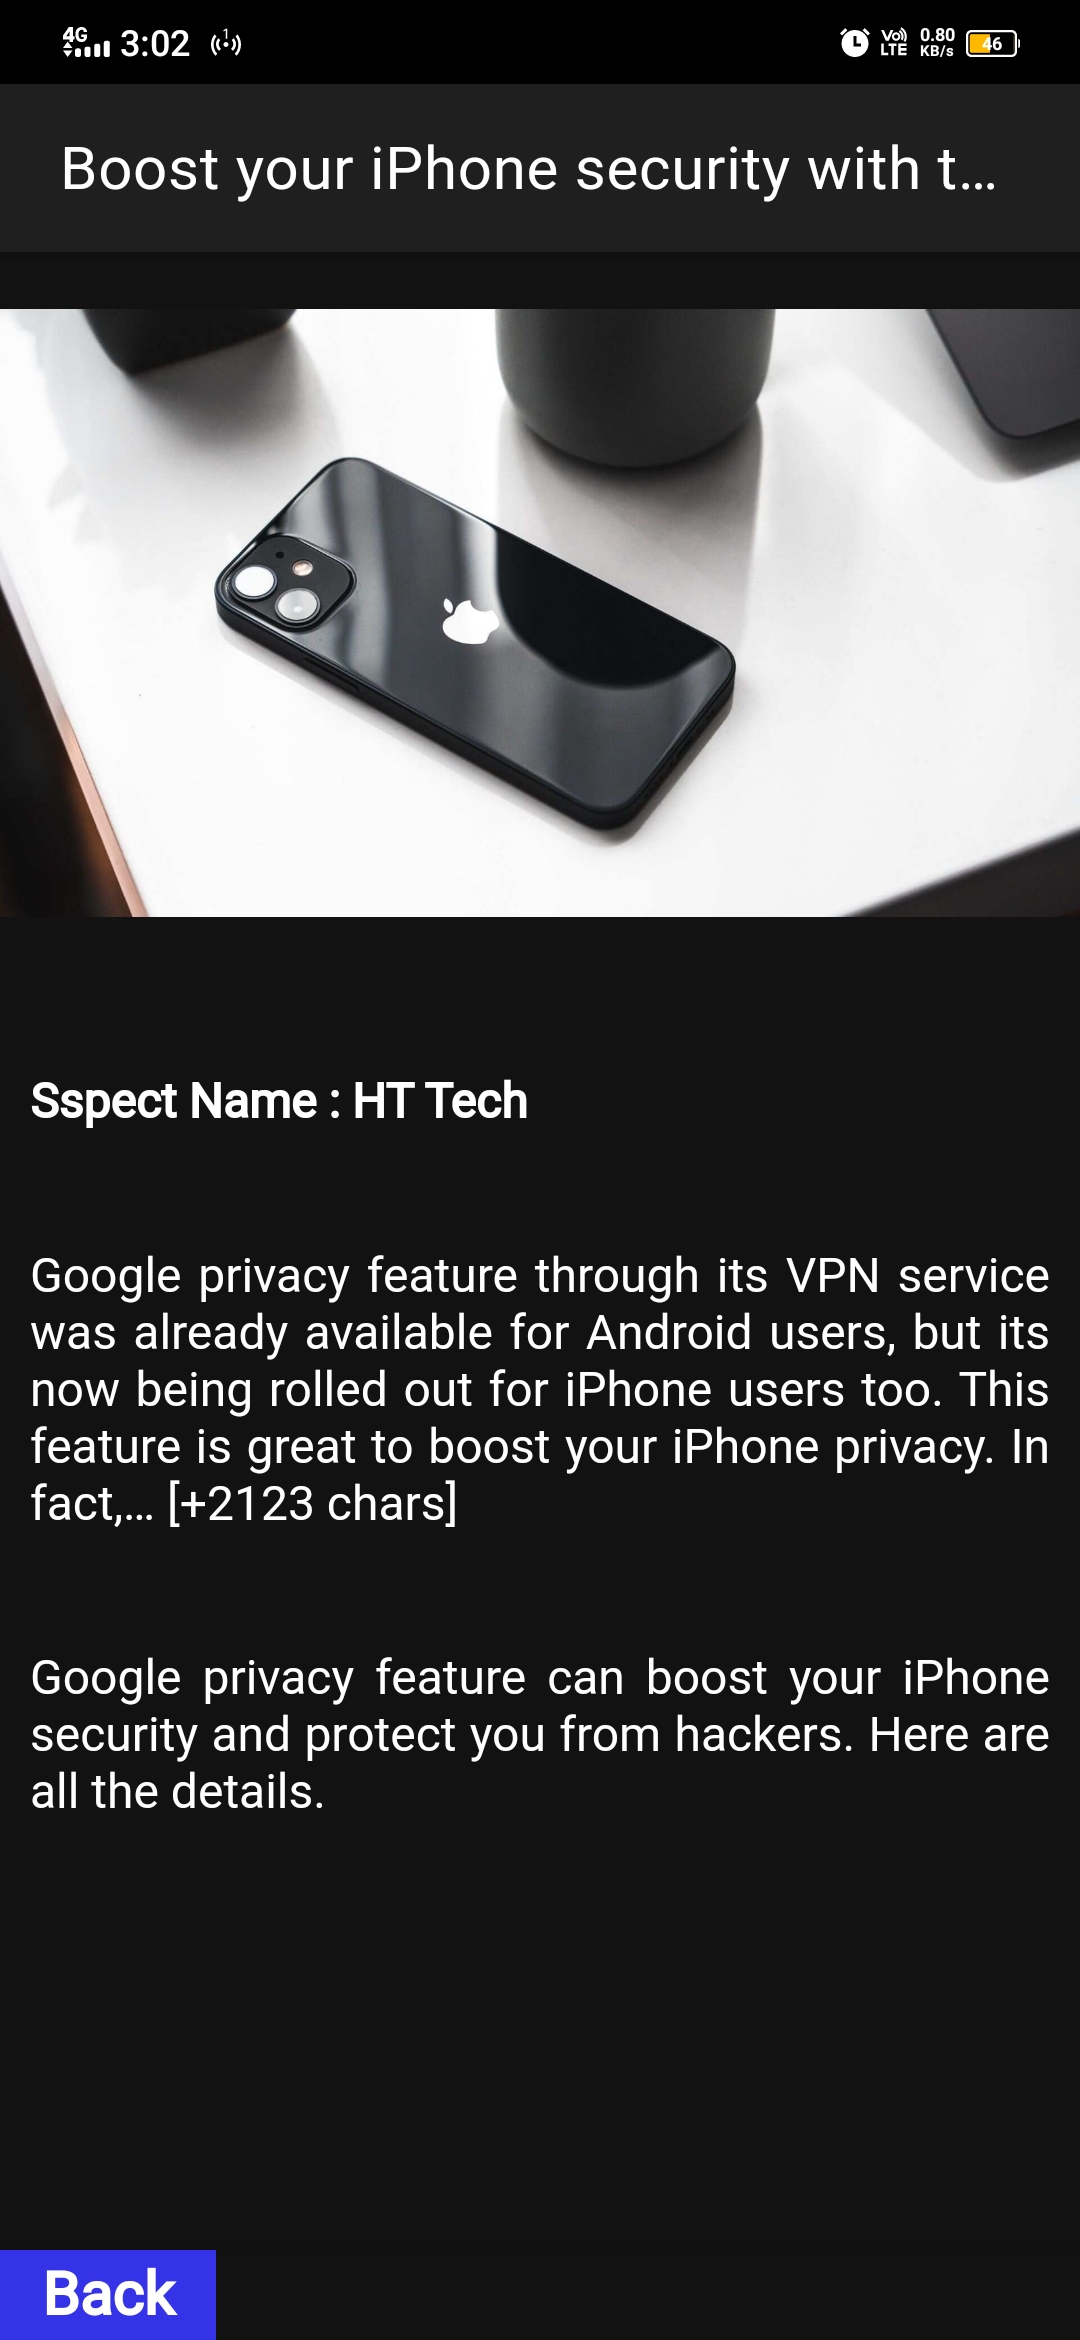 4G 3:02 1 Vo)) LTE 0.80 KB/s 46
Boost your iPhone security with t...
Sspect Name : HT Tech
Google privacy feature through its VPN service
was already available for Android users, but its
now being rolled out for iPhone users too. This
feature is great to boost your iPhone privacy. In
fact,... [+2123 chars]
Google privacy feature can boost your iPhone
security and protect you from hackers. Here are
all the details.
Back